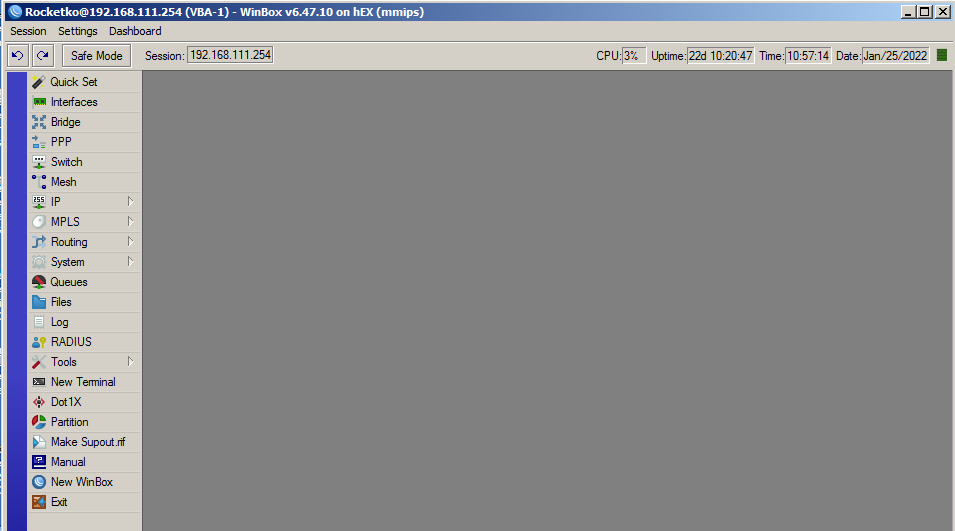 Rocketko@192.168.111.254 (VBA-1) - WinBox v6.47.10 on hEX (mmips)
Session Settings Dashboard
Safe Mode Session: 192.168.111.254 CPU: 3% Uptime: 22d 10:20:47 Time: 10:57:14 Date: Jan/25/2022
Quick Set
Interfaces
Bridge
PPP
Switch
Mesh
255 IP
MPLS
Routing
System
Queues
Files
Log
RADIUS
Tools
New Terminal
Dot1X
Partition
Make Supout.rif
Manual
New WinBox
Exit